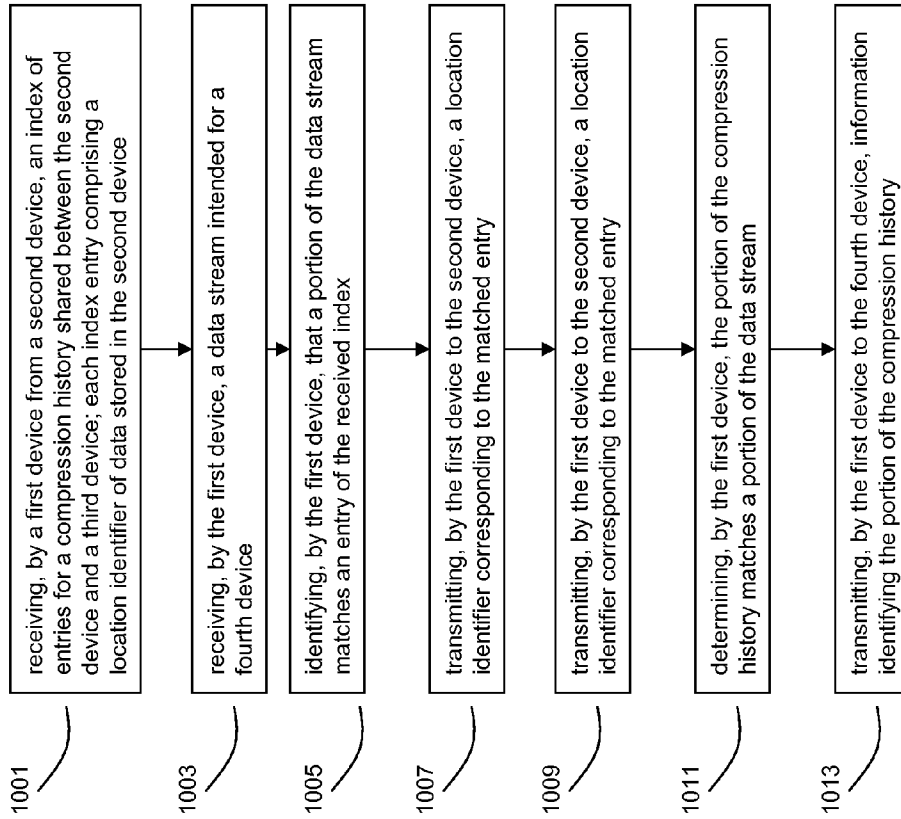 1001
receiving, by a first device from a second device, an index of
entries for a compression history shared between the second
device and a third device; each index entry comprising a
location identifier of data stored in the second device
1003
receiving, by the first device, a data stream intended for a
fourth device
1005
identifying, by the first device, that a portion of the data stream
matches an entry of the received index
1007
transmitting, by the first device to the second device, a location
identifier corresponding to the matched entry
1009
transmitting, by the first device to the second device, a location
identifier corresponding to the matched entry
1011
determining, by the first device, the portion of the compression
history matches a portion of the data stream
1013
transmitting, by the first device to the fourth device, information
identifying the portion of the compression history